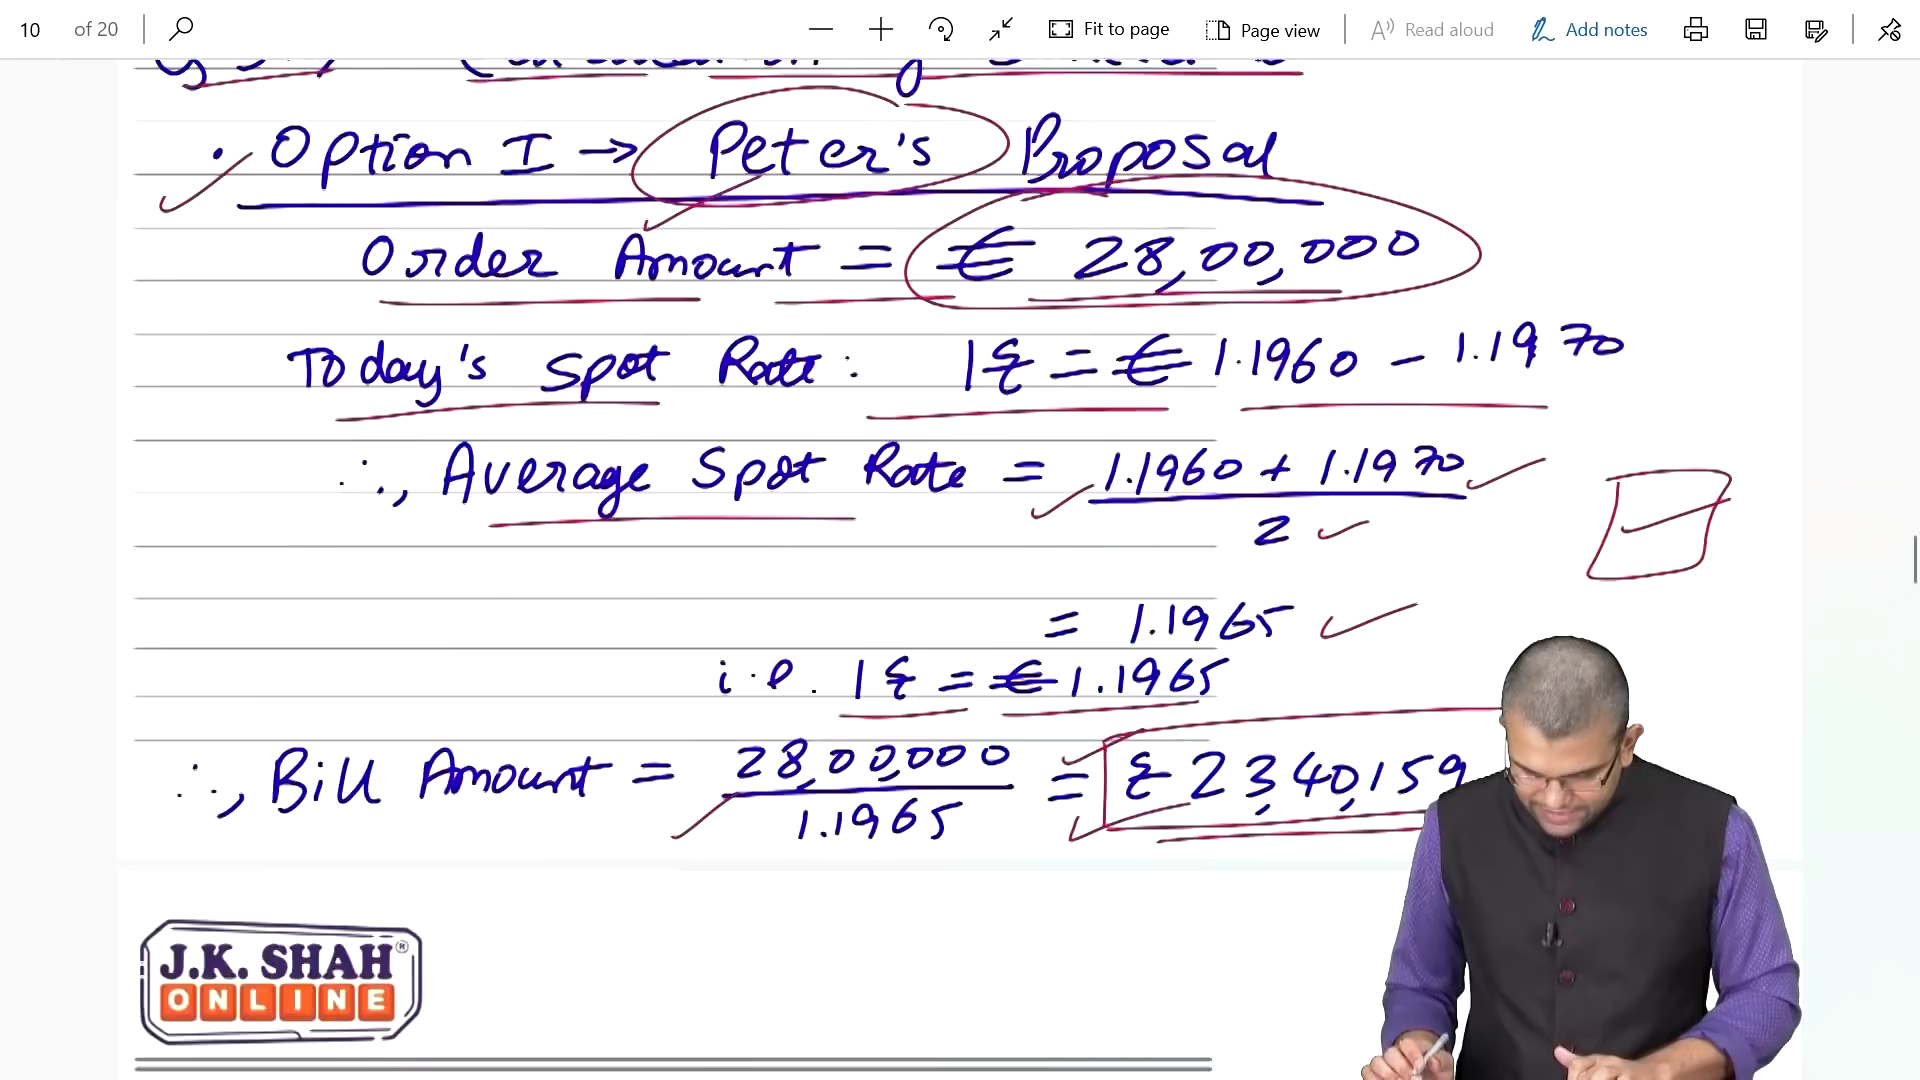 10 of 20 Fit to page Page view Read aloud Add notes
• Option I → Peter's Proposal
Order Amount = € 28,00,000
Today's Spot Rate: 1£ = € 1.1960 - 1.1970
∴, Average Spot Rate = 1.1960 + 1.1970
2
= 1.1965
i.e. 1£ = € 1.1965
∴, Bill Amount = 28,00,000 = £ 23,40,159
1.1965
J.K. SHAH®
ONLINE